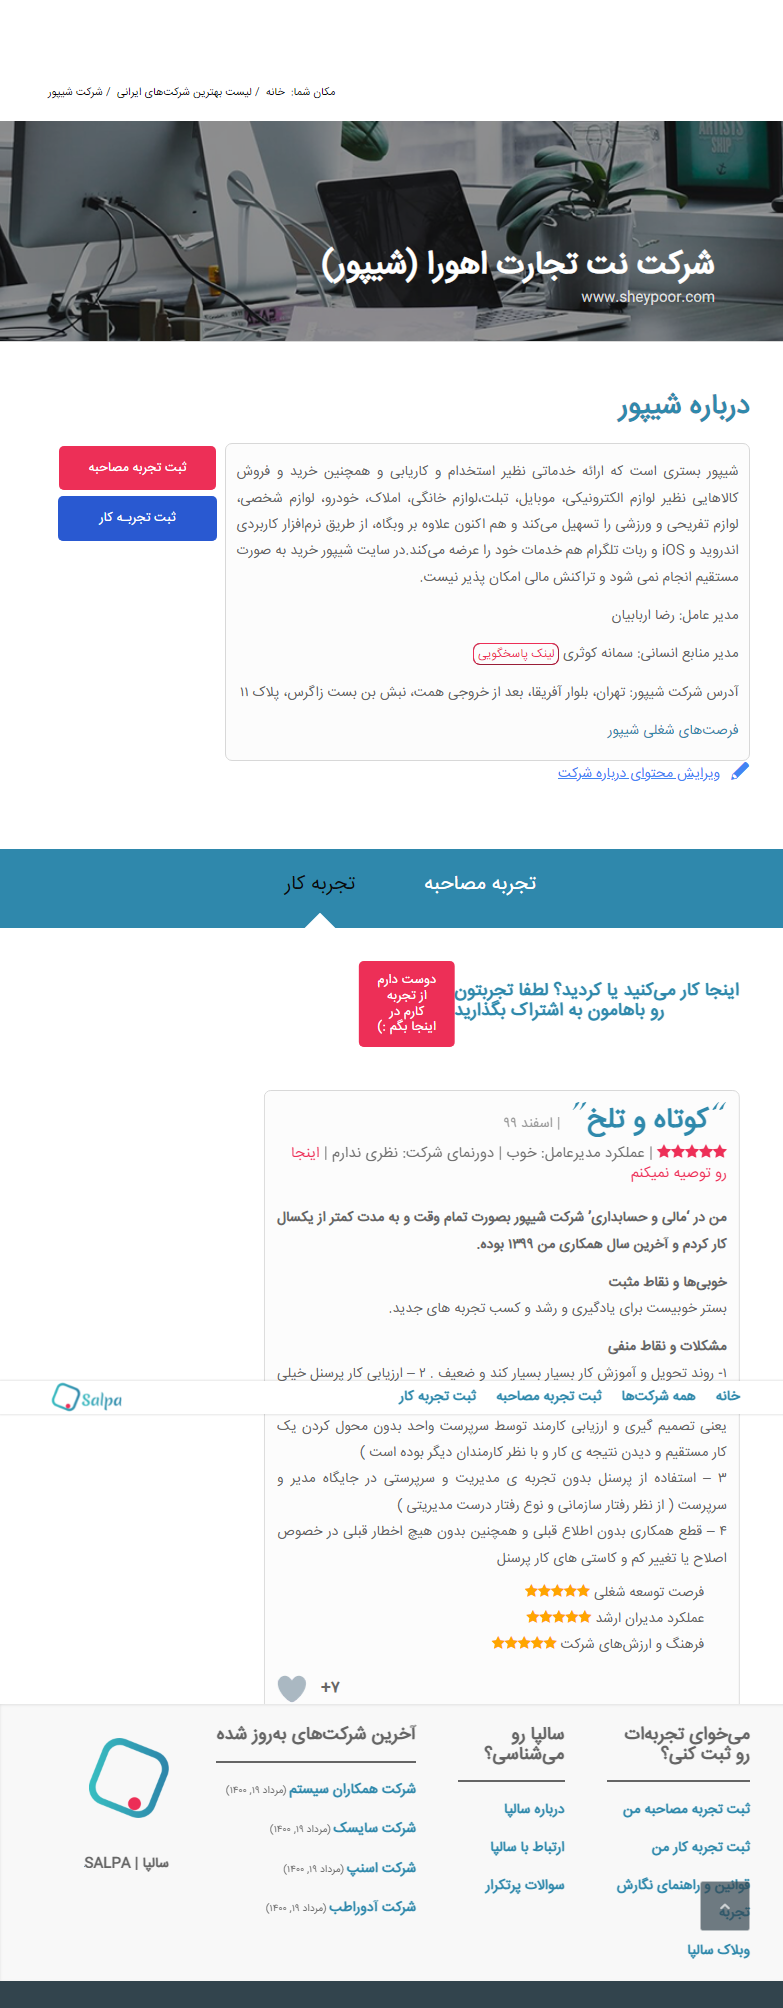 مکان شما: خانه / لیست بهترین شرکت‌های ایرانی / شرکت شیپور
ARTISTS
SHIP
شرکت نت تجارت اهورا (شیپور)
www.sheypoor.com
درباره شیپور
ثبت تجربه مصاحبه
ثبت تجربـه کار
شیپور بستری است که ارائه خدماتی نظیر استخدام و کاریابی و همچنین خرید و فروش
کالاهایی نظیر لوازم الکترونیکی، موبایل، تبلت،لوازم خانگی، املاک، خودرو، لوازم شخصی،
لوازم تفریحی و ورزشی را تسهیل می‌کند و هم اکنون علاوه بر وبگاه، از طریق نرم‌افزار کاربردی
اندروید و iOS و ربات تلگرام هم خدمات خود را عرضه می‌کند.در سایت شیپور خرید به صورت
مستقیم انجام نمی شود و تراکنش مالی امکان پذیر نیست.
مدیر عامل: رضا اربابیان
مدیر منابع انسانی: سمانه کوثری لینک پاسخگویی
آدرس شرکت شیپور: تهران، بلوار آفریقا، بعد از خروجی همت، نبش بن بست زاگرس، پلاک ۱۱
فرصت‌های شغلی شیپور
ویرایش محتوای درباره شرکت
تجربه مصاحبه
تجربه کار
اینجا کار می‌کنید یا کردید؟ لطفا تجربتون
رو باهامون به اشتراک بگذارید
دوست دارم
از تجربه
کارم در
اینجا بگم :)
“کوتاه و تلخ” | اسفند ۹۹
| عملکرد مدیرعامل: خوب | دورنمای شرکت: نظری ندارم | اینجا
رو توصیه نمیکنم
من در ‘مالی و حسابداری’ شرکت شیپور بصورت تمام وقت و به مدت کمتر از یکسال
کار کردم و آخرین سال همکاری من ۱۳۹۹ بوده.
خوبی‌ها و نقاط مثبت
بستر خوبیست برای یادگیری و رشد و کسب تجربه های جدید.
مشکلات و نقاط منفی
۱- روند تحویل و آموزش کار بسیار بسیار کند و ضعیف . ۲ – ارزیابی کار پرسنل خیلی
خانه همه شرکت‌ها ثبت تجربه مصاحبه ثبت تجربه کار
Salpa
یعنی تصمیم گیری و ارزیابی کارمند توسط سرپرست واحد بدون محول کردن یک
کار مستقیم و دیدن نتیجه ی کار و با نظر کارمندان دیگر بوده است )
۳ – استفاده از پرسنل بدون تجربه ی مدیریت و سرپرستی در جایگاه مدیر و
سرپرست ( از نظر رفتار سازمانی و نوع رفتار درست مدیریتی )
۴ – قطع همکاری بدون اطلاع قبلی و همچنین بدون هیچ اخطار قبلی در خصوص
اصلاح یا تغییر کم و کاستی های کار پرسنل
فرصت توسعه شغلی
عملکرد مدیران ارشد
فرهنگ و ارزش‌های شرکت
+۷
می‌خوای تجربه‌ات
رو ثبت کنی؟
ثبت تجربه مصاحبه من
ثبت تجربه کار من
قوانین و راهنمای نگارش
تجربه
وبلاک سالپا
سالپا رو
می‌شناسی؟
درباره سالپا
ارتباط با سالپا
سوالات پرتکرار
آخرین شرکت‌های به‌روز شده
شرکت همکاران سیستم (مرداد ۱۹, ۱۴۰۰)
شرکت سایسک (مرداد ۱۹, ۱۴۰۰)
شرکت اسنپ (مرداد ۱۹, ۱۴۰۰)
شرکت آدوراطب (مرداد ۱۹, ۱۴۰۰)
سالپا | SALPA